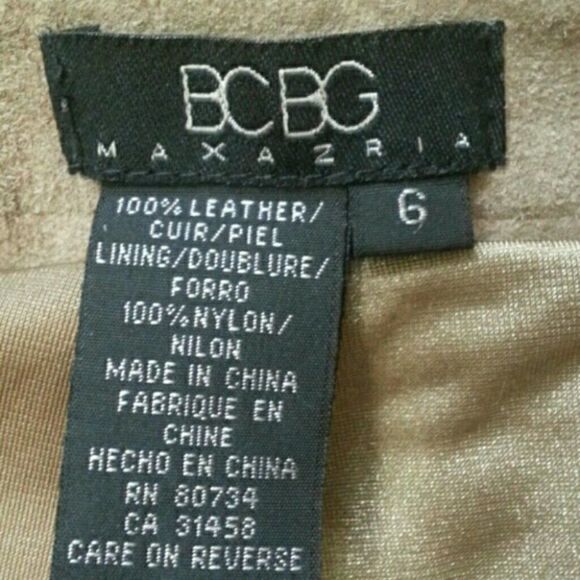 BCBG
MAXAZRIA
6
100% LEATHER/
CUIR/PIEL
LINING/DOUBLURE/
FORRO
100% NYLON/
NILON
MADE IN CHINA
FABRIQUE EN
CHINE
HECHO EN CHINA
RN 80734
CA 31458
CARE ON REVERSE